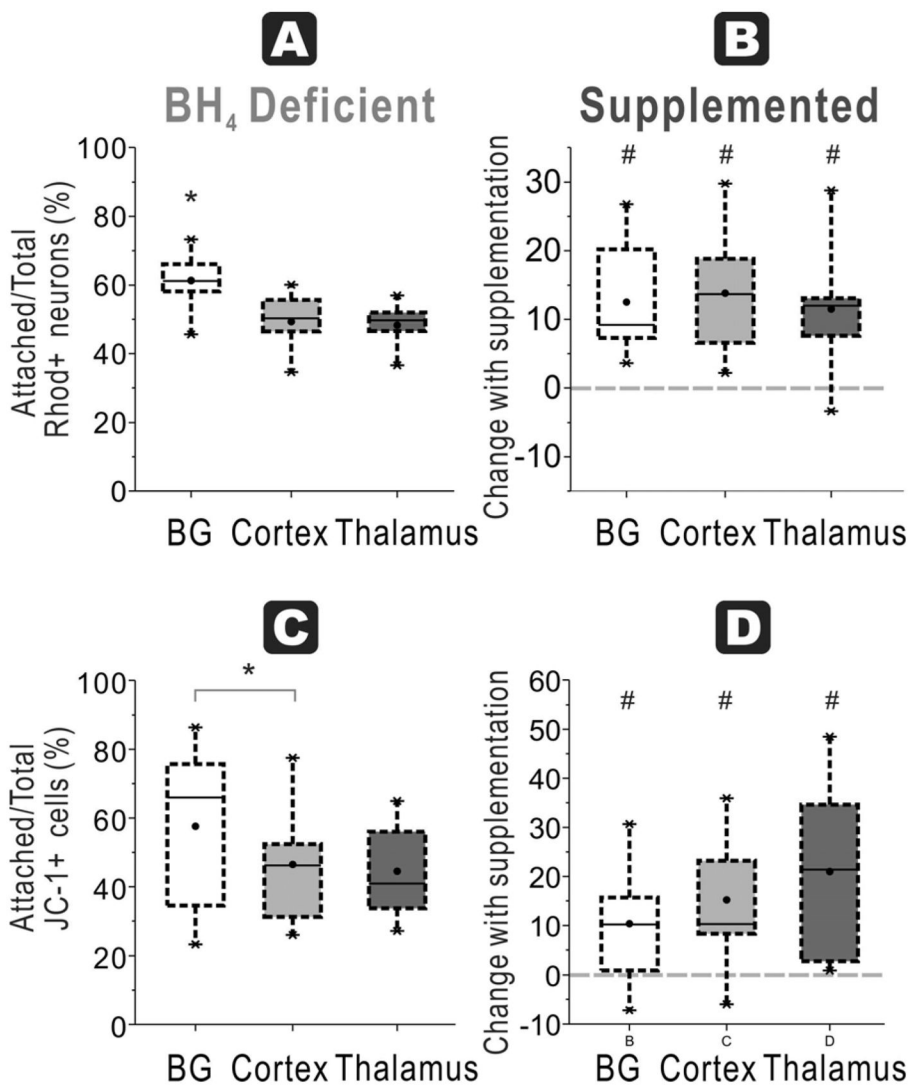 A
BH4 Deficient
Attached/Total
Rhod+ neurons (%)
100
80
60
40
20
0
*
BG Cortex Thalamus
B
Supplemented
Change with supplementation
30
20
10
0
-10
# # #
BG Cortex Thalamus
C
Attached/Total
JC-1+ cells (%)
100
80
60
40
20
0
*
BG Cortex Thalamus
D
Change with supplementation
60
50
40
30
20
10
0
-10
# # #
B C D
BG Cortex Thalamus